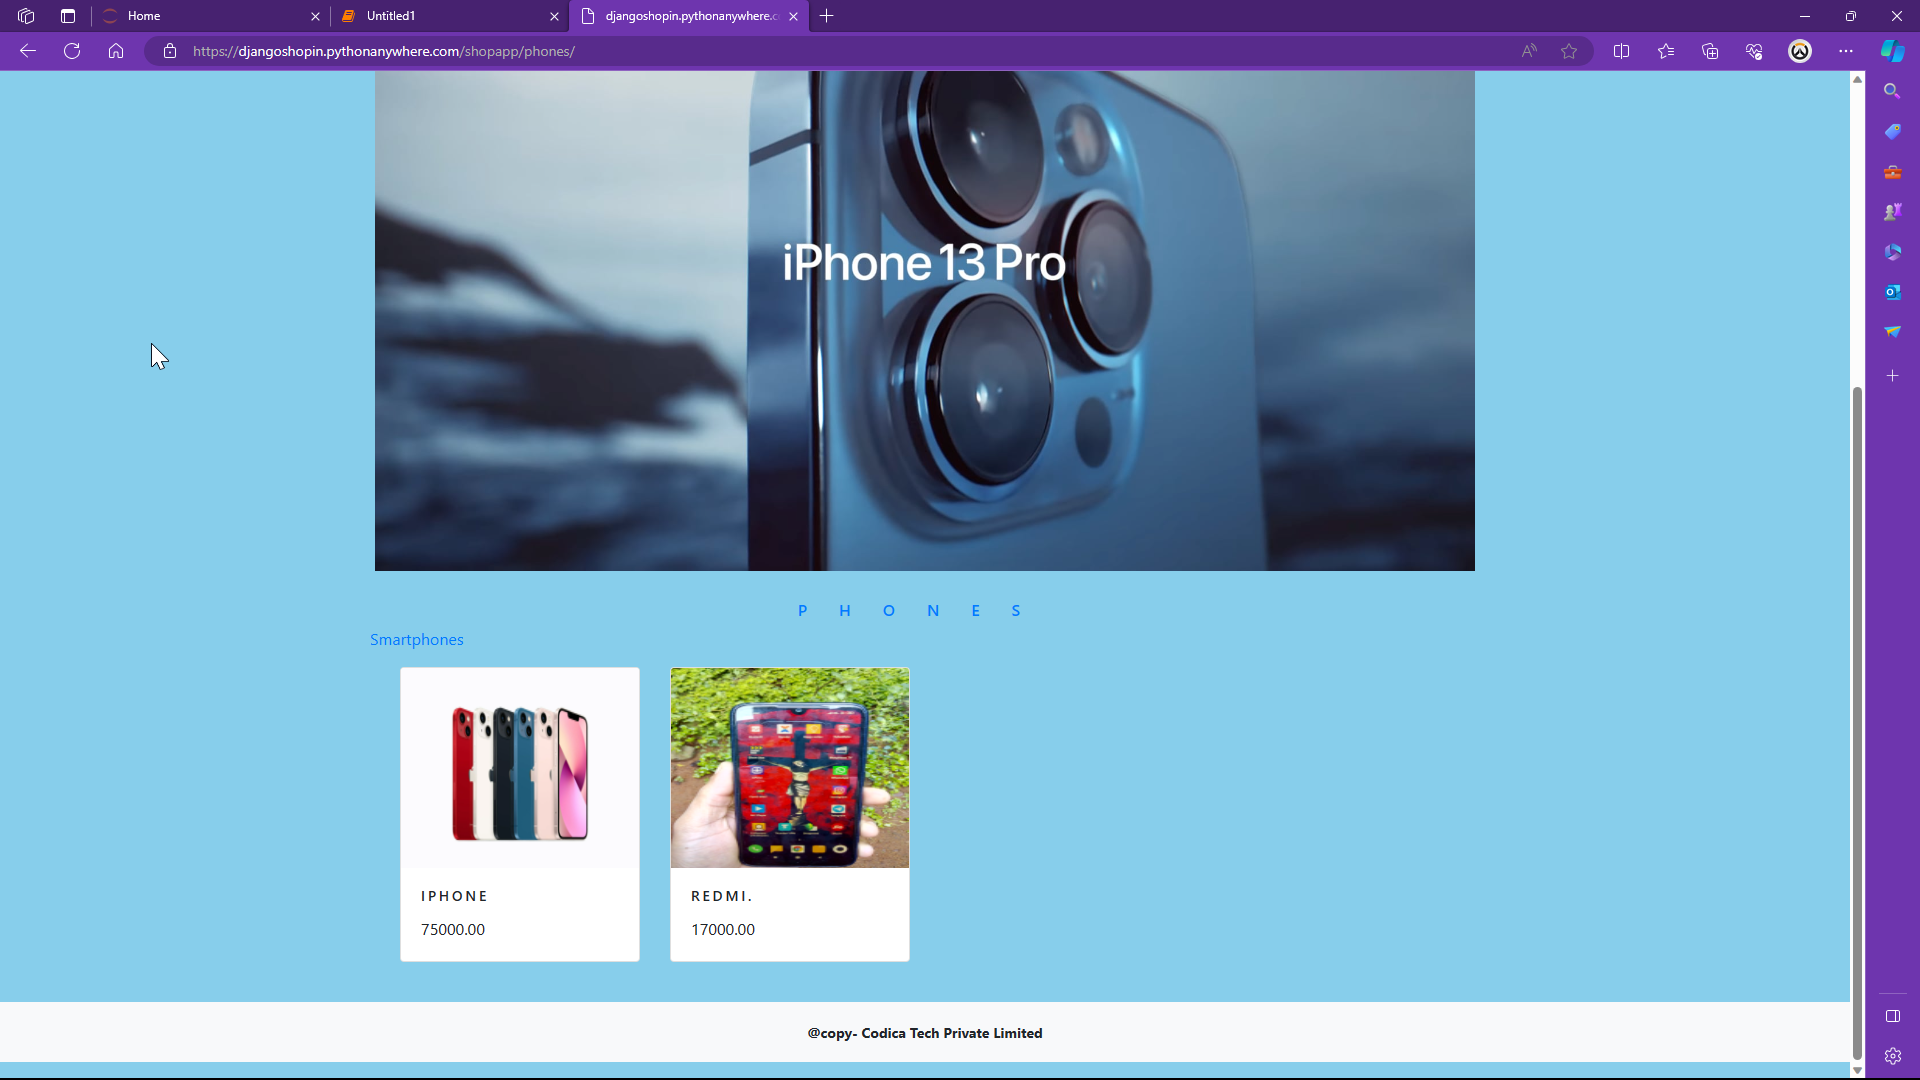 Home
Untitled1
djangoshopin.pythonanywhere.c
https://djangoshopin.pythonanywhere.com/shopapp/phones/
iPhone 13 Pro
P H O N E S
Smartphones
IPHONE
75000.00
REDMI.
17000.00
@copy- Codica Tech Private Limited